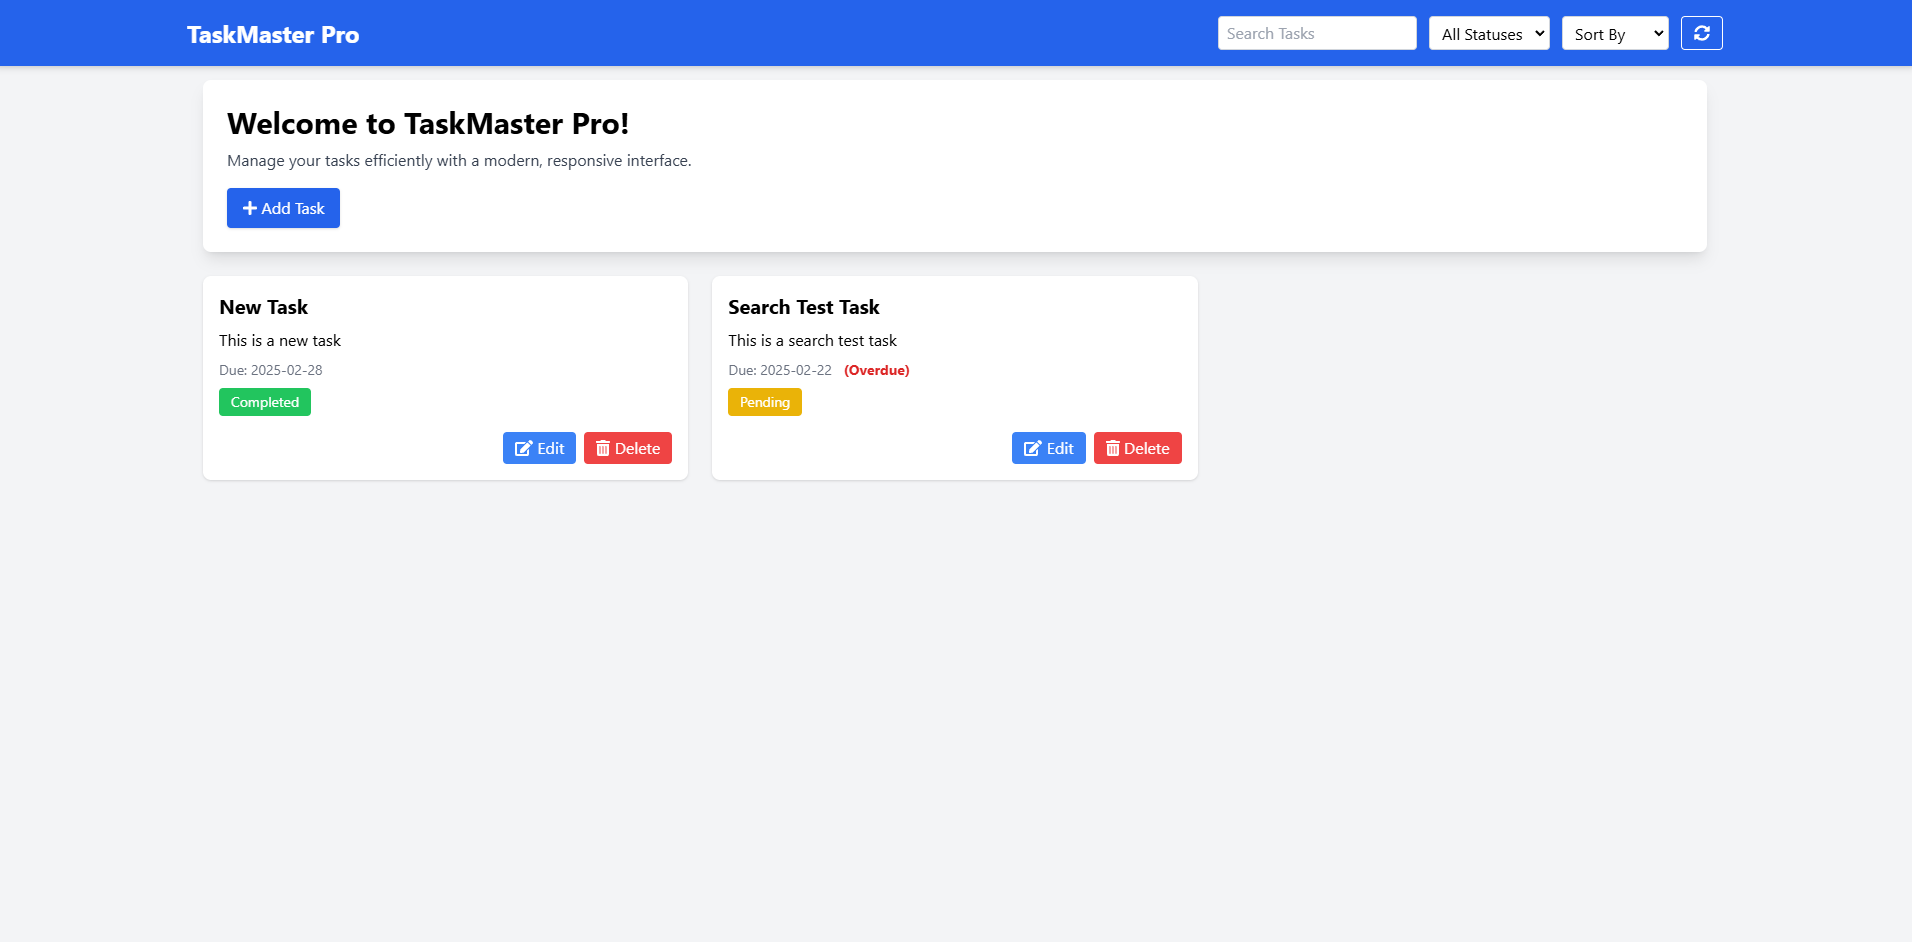 TaskMaster Pro
Search Tasks
All Statuses
Sort By
Welcome to TaskMaster Pro!
Manage your tasks efficiently with a modern, responsive interface.
Add Task
New Task
This is a new task
Due: 2025-02-28
Completed
Edit
Delete
Search Test Task
This is a search test task
Due: 2025-02-22 (Overdue)
Pending
Edit
Delete